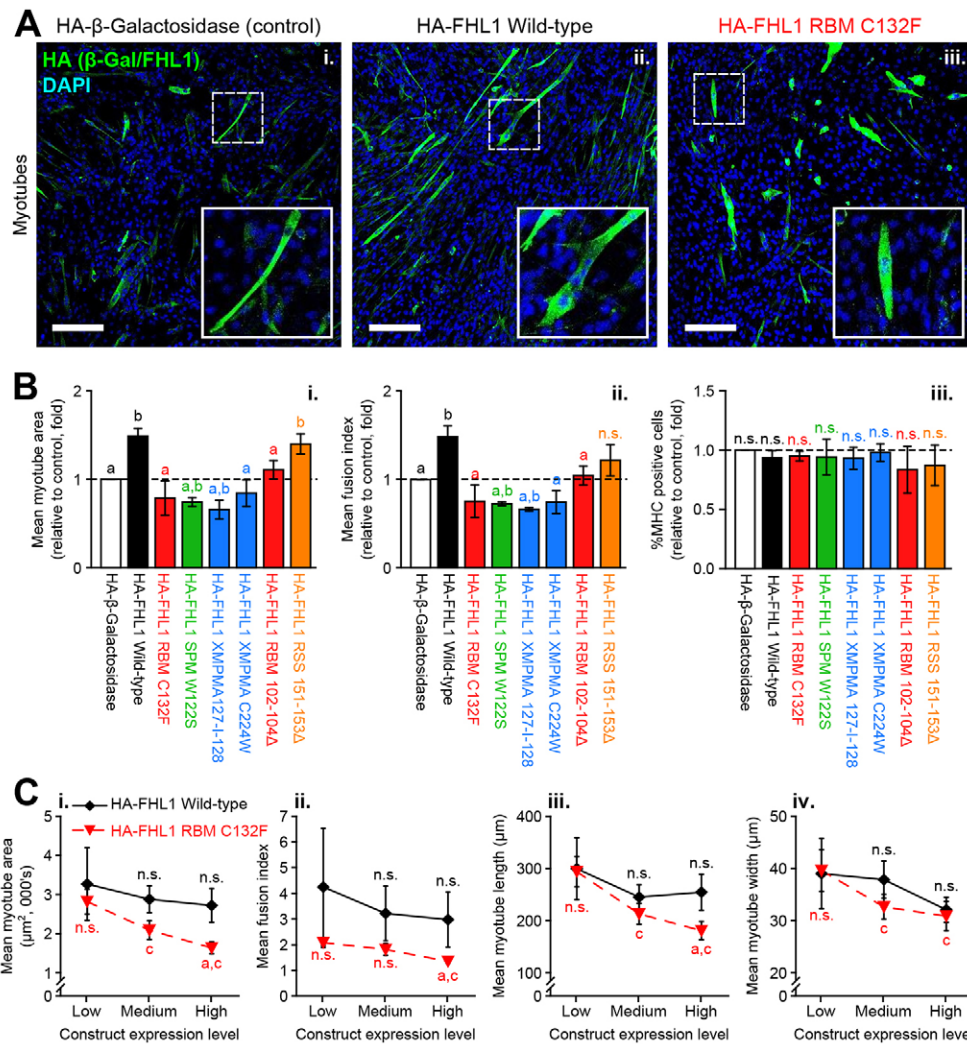 A
HA-β-Galactosidase (control)
HA-FHL1 Wild-type
HA-FHL1 RBM C132F
HA (β-Gal/FHL1)
DAPI
i.
ii.
iii.
Myotubes
B
i.
Mean myotube area
(relative to control, fold)
2
1
0
a
b
a
a,b
a,b
a
a
b
HA-β-Galactosidase
HA-FHL1 Wild-type
HA-FHL1 RBM C132F
HA-FHL1 SPM W122S
HA-FHL1 XMPMA127-I-128
HA-FHL1 XMPMA C224W
HA-FHL1 RBM 102-104Δ
HA-FHL1 RSS 151-153Δ
ii.
Mean fusion index
(relative to control, fold)
2
1
0
a
b
a
a,b
a,b
a
a
n.s.
HA-β-Galactosidase
HA-FHL1 Wild-type
HA-FHL1 RBM C132F
HA-FHL1 SPM W122S
HA-FHL1 XMPMA 127-I-128
HA-FHL1 XMPMA C224W
HA-FHL1 RBM 102-104Δ
HA-FHL1 RSS 151-153Δ
iii.
%MHC positive cells
(relative to control, fold)
1.5
1.0
0.5
0.0
n.s.
n.s.
n.s.
n.s.
n.s.
n.s.
n.s.
n.s.
HA-β-Galactosidase
HA-FHL1 Wild-type
HA-FHL1 RBM C132F
HA-FHL1 SPM W122S
HA-FHL1 XMPMA 127-I-128
HA-FHL1 XMPMA C224W
HA-FHL1 RBM 102-104Δ
HA-FHL1 RSS 151-153Δ
C
i.
HA-FHL1 Wild-type
HA-FHL1 RBM C132F
Mean myotube area
(µm², 000's)
5
4
3
2
1
0
n.s.
n.s.
n.s.
c
a,c
Low Medium High
Construct expression level
ii.
Mean fusion index
8
7
6
5
4
3
2
1
0
n.s.
n.s.
n.s.
n.s.
a,c
Low Medium High
Construct expression level
iii.
Mean myotube length (µm)
400
300
200
100
0
n.s.
n.s.
n.s.
c
a,c
Low Medium High
Construct expression level
iv.
Mean myotube width (µm)
50
40
30
20
0
n.s.
n.s.
n.s.
c
c
Low Medium High
Construct expression level